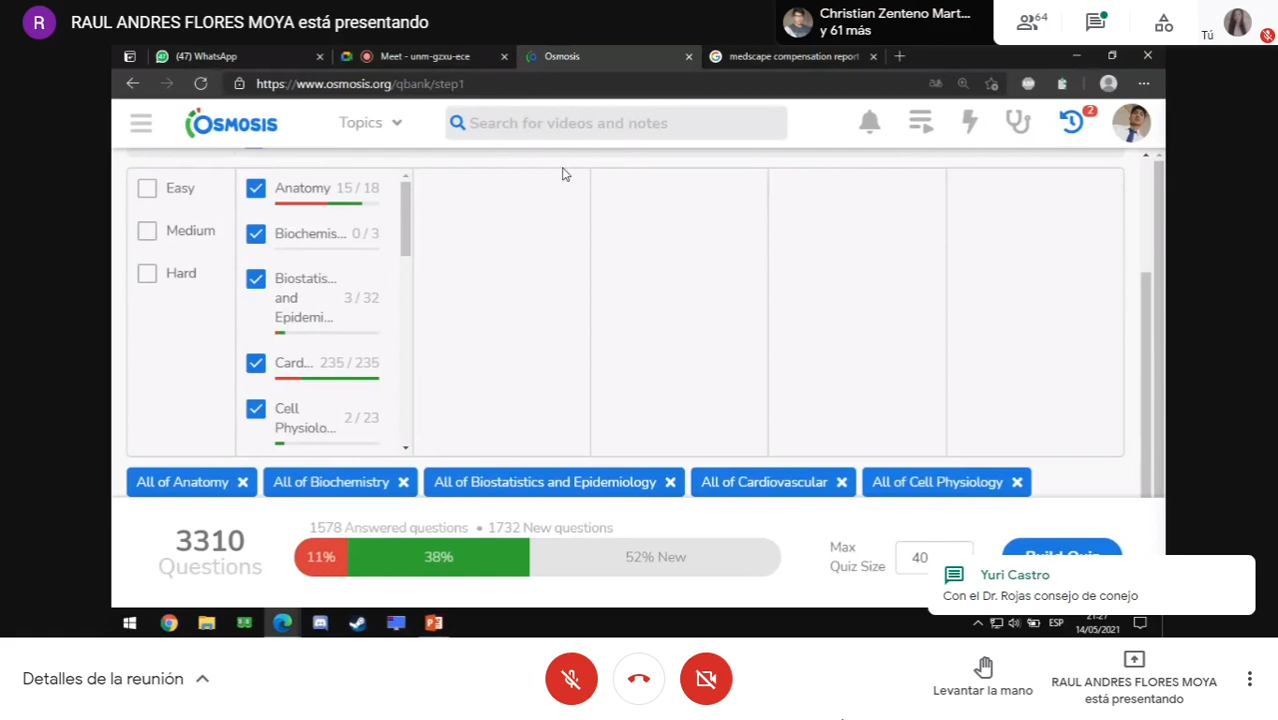 R RAUL ANDRES FLORES MOYA está presentando
Christian Zenteno Mart...
y 61 más
64
Tú
(47) WhatsApp
Meet - unm-gzxu-ece
Osmosis
medscape compensation report
https://www.osmosis.org/qbank/step1
OSMOSIS
Topics
Search for videos and notes
2
Easy
Medium
Hard
Anatomy 15 / 18
Biochemis... 0 / 3
Biostatis...
and
Epidemi...
3 / 32
Card... 235 / 235
Cell
Physiolo...
2 / 23
All of Anatomy
All of Biochemistry
All of Biostatistics and Epidemiology
All of Cardiovascular
All of Cell Physiology
3310
Questions
1578 Answered questions • 1732 New questions
11%
38%
52% New
Max
Quiz Size
40
Build Quiz
Yuri Castro
Con el Dr. Rojas consejo de conejo
ESP
21:27
14/05/2021
Detalles de la reunión
Levantar la mano
RAUL ANDRES FLORES MOYA
está presentando